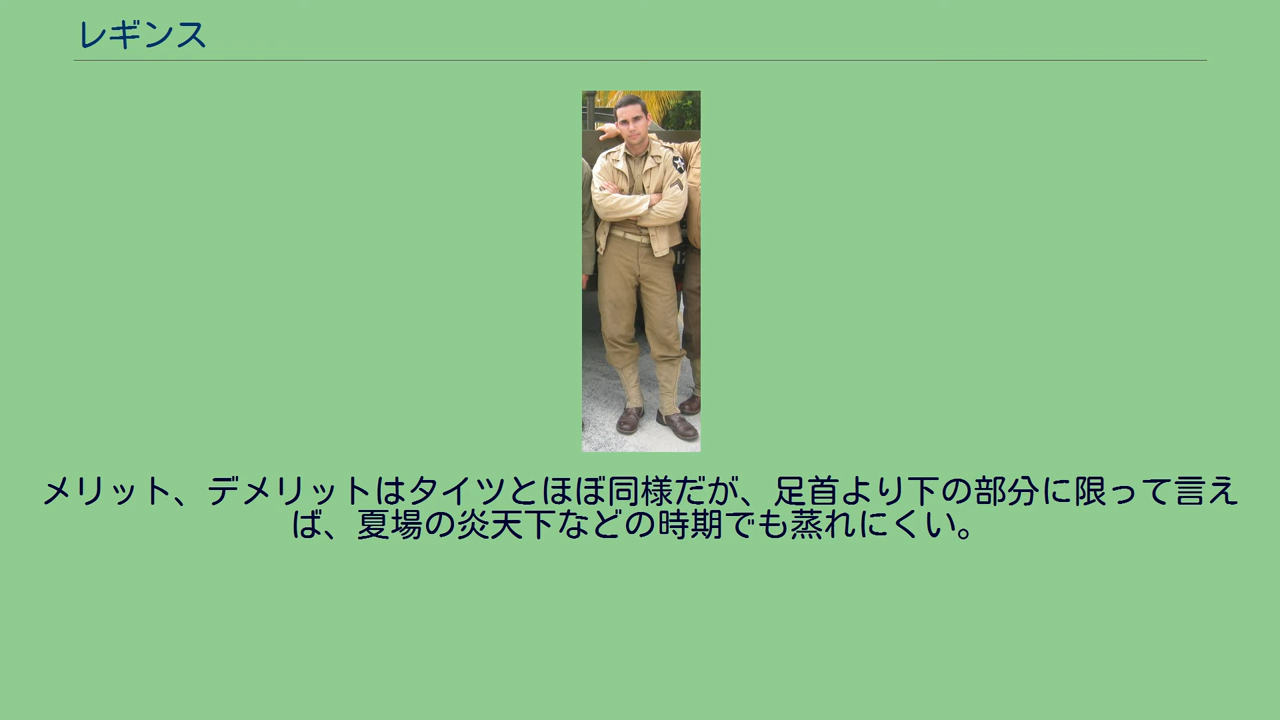 レギンス
メリット、デメリットはタイツとほぼ同様だが、足首より下の部分に限って言え
ば、夏場の炎天下などの時期でも蒸れにくい。